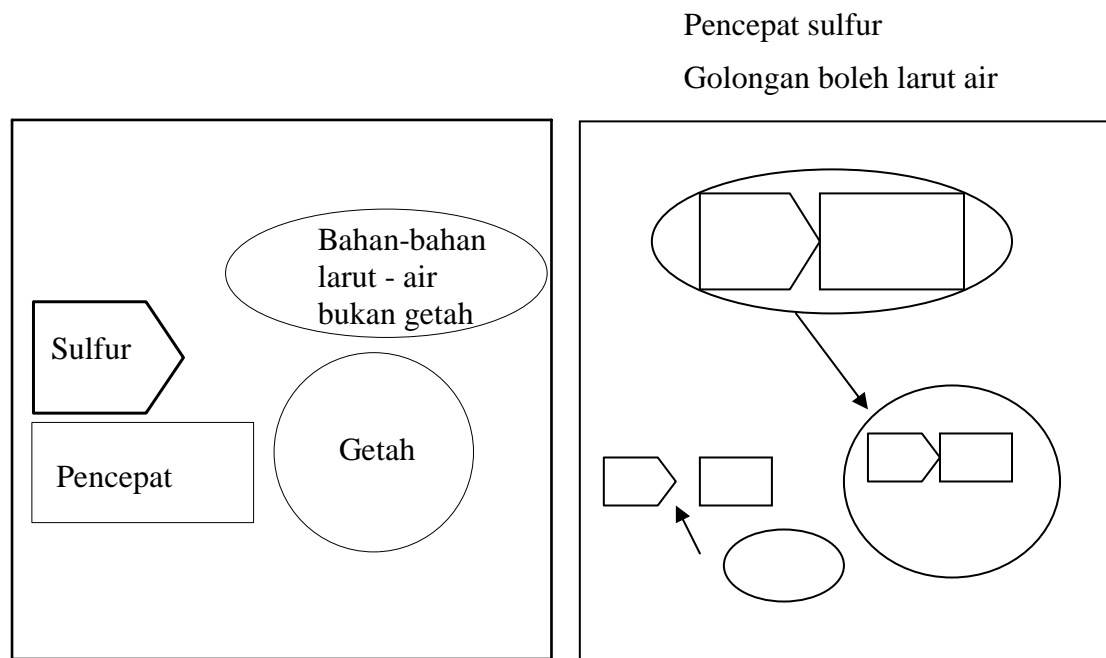 Pencepat sulfur
Golongan boleh larut air
Bahan-bahan
larut - air
bukan getah
Sulfur
Getah
Pencepat